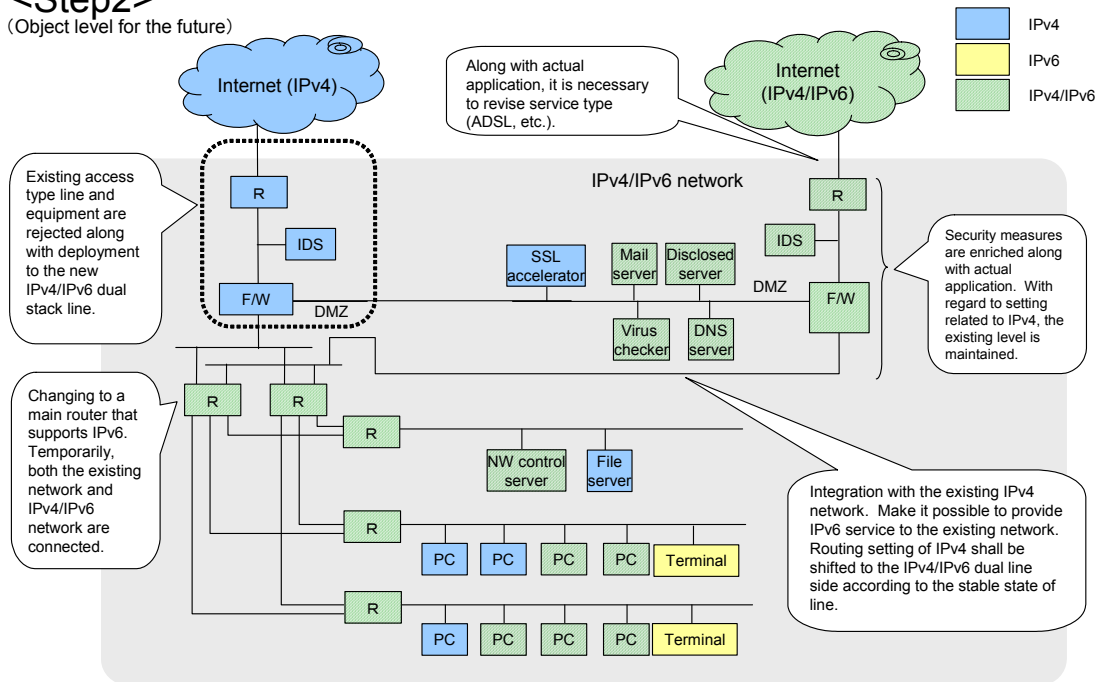 <Step2>
(Object level for the future)
Internet (IPv4)
Along with actual
application, it is necessary
to revise service type
(ADSL, etc.).
Internet
(IPv4/IPv6)
IPv4
IPv6
IPv4/IPv6
Existing access
type line and
equipment are
rejected along
with deployment
to the new
IPv4/IPv6 dual
stack line.
R
IDS
F/W
DMZ
IPv4/IPv6 network
SSL
accelerator
Mail
server
Disclosed
server
Virus
checker
DNS
server
DMZ
R
IDS
F/W
Security measures
are enriched along
with actual
application. With
regard to setting
related to IPv4, the
existing level is
maintained.
Changing to a
main router that
supports IPv6.
Temporarily,
both the existing
network and
IPv4/IPv6
network are
connected.
R
R
R
NW control
server
File
server
R
PC
PC
PC
PC
Terminal
R
PC
PC
PC
PC
Terminal
Integration with the existing IPv4
network. Make it possible to provide
IPv6 service to the existing network.
Routing setting of IPv4 shall be
shifted to the IPv4/IPv6 dual line
side according to the stable state of
line.